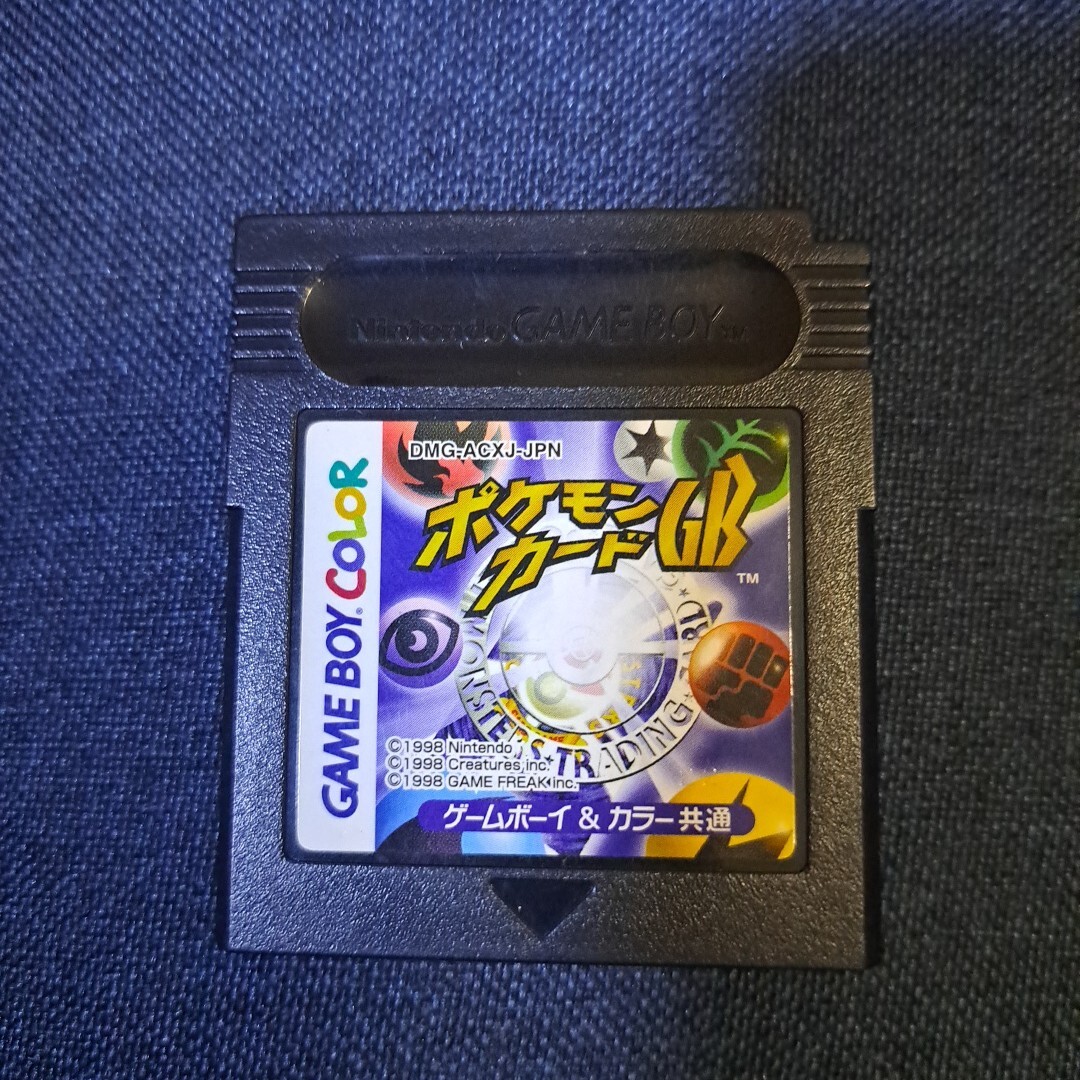 Nintendo GAME BOY TM
DMG-ACXJ-JPN
ポケモン
カードGB
TM
GAME BOY COLOR
MONSTERS★TRADING★CARD★
©1998 Nintendo
©1998 Creatures inc.
©1998 GAME FREAK inc.
ゲームボーイ & カラー共通